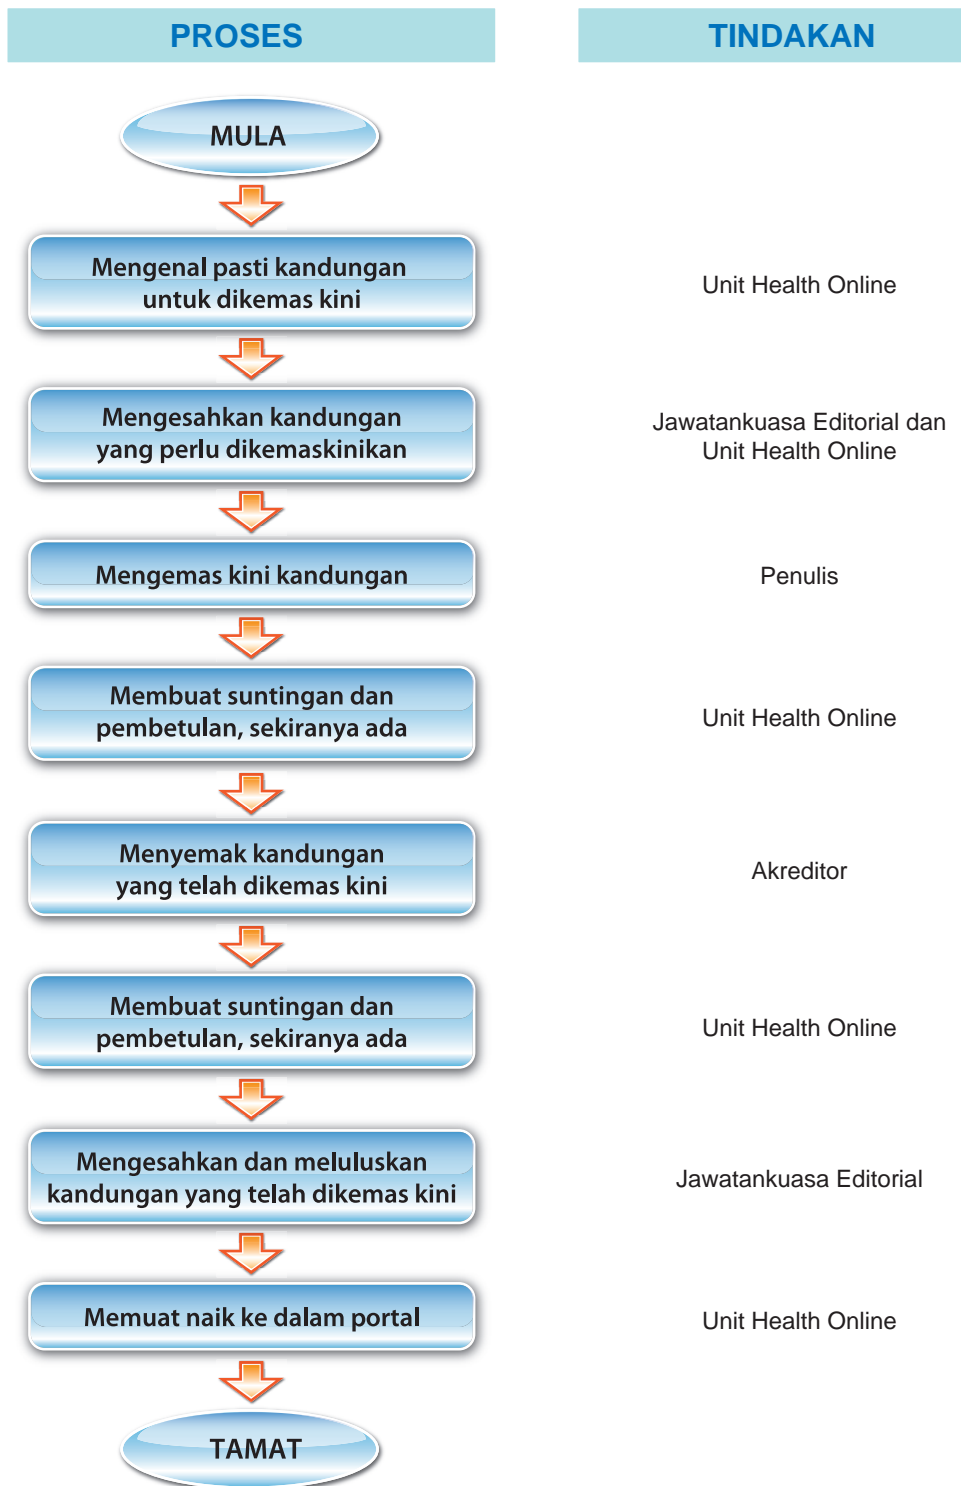 PROSES
TINDAKAN
MULA
Mengenal pasti kandungan
untuk dikemas kini
Unit Health Online
Mengesahkan kandungan
yang perlu dikemaskinikan
Jawatankuasa Editorial dan
Unit Health Online
Mengemas kini kandungan
Penulis
Membuat suntingan dan
pembetulan, sekiranya ada
Unit Health Online
Menyemak kandungan
yang telah dikemas kini
Akreditor
Membuat suntingan dan
pembetulan, sekiranya ada
Unit Health Online
Mengesahkan dan meluluskan
kandungan yang telah dikemas kini
Jawatankuasa Editorial
Memuat naik ke dalam portal
Unit Health Online
TAMAT